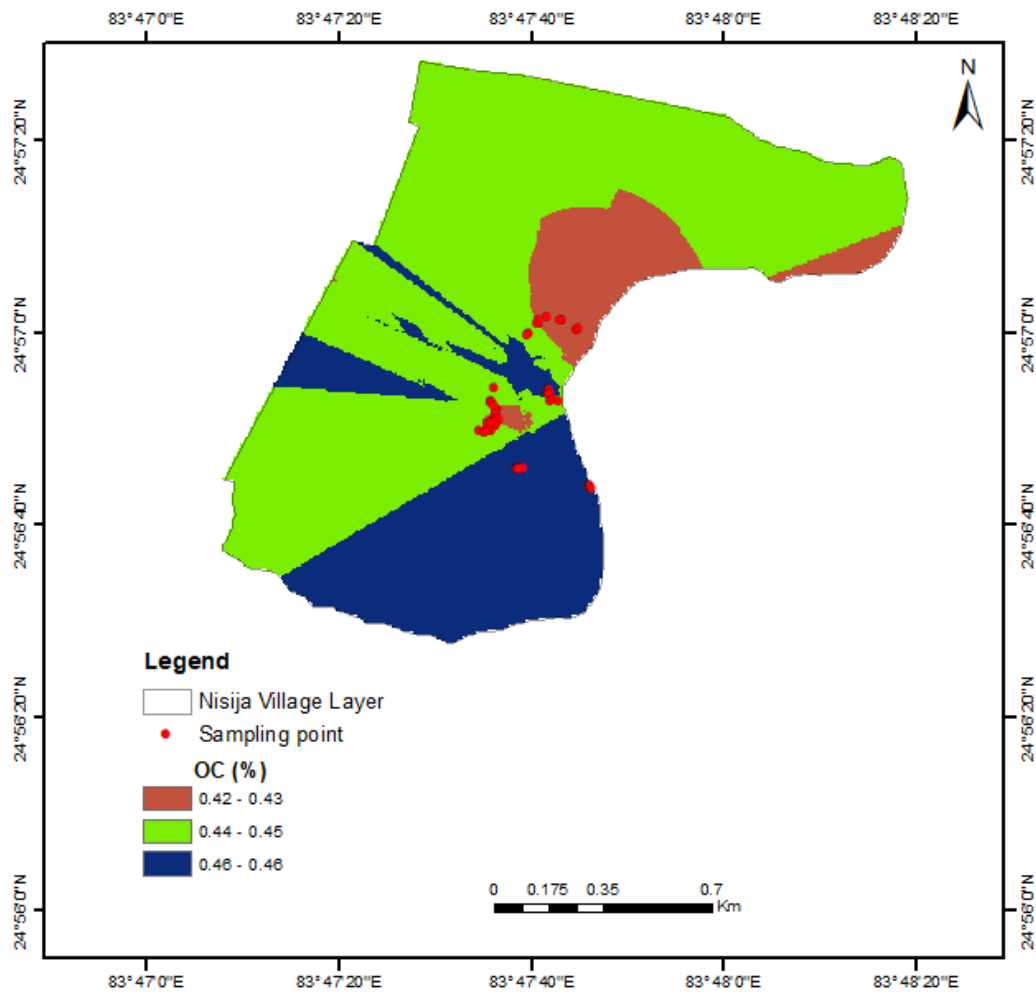 83°47'0"E 83°47'20"E 83°47'40"E 83°48'0"E 83°48'20"E
N
24°57'20"N 24°57'20"N
24°57'0"N 24°57'0"N
24°56'40"N 24°56'40"N
24°56'20"N 24°56'20"N
24°56'0"N 24°56'0"N
Legend
Nisija Village Layer
Sampling point
OC (%)
0.42 - 0.43
0.44 - 0.45
0.46 - 0.46
0 0.175 0.35 0.7
Km
83°47'0"E 83°47'20"E 83°47'40"E 83°48'0"E 83°48'20"E